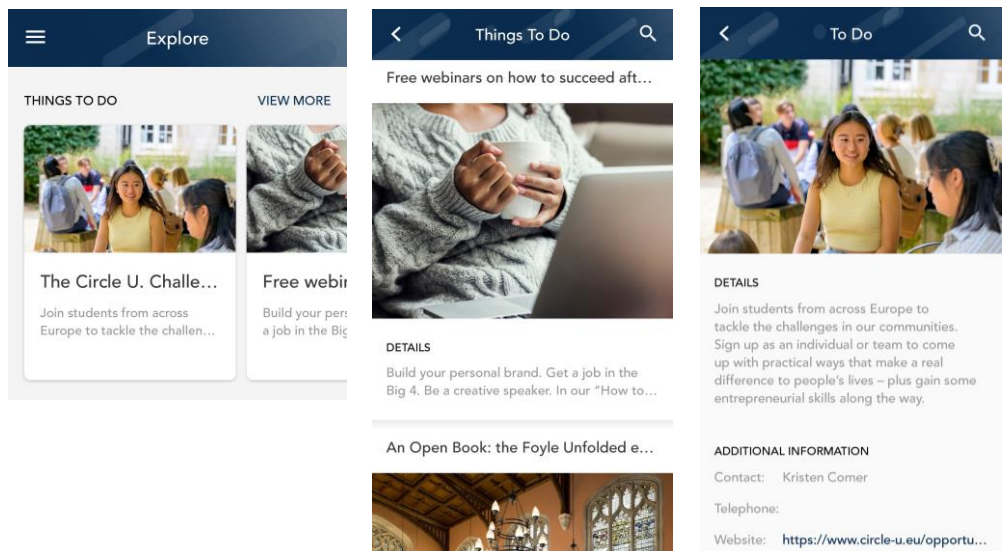 Explore
THINGS TO DO
VIEW MORE
The Circle U. Challe...
Join students from across
Europe to tackle the challen...
Free webin
Build your pers
a job in the Big
Things To Do
Free webinars on how to succeed aft...
DETAILS
Build your personal brand. Get a job in the
Big 4. Be a creative speaker. In our "How to...
An Open Book: the Foyle Unfolded e...
To Do
DETAILS
Join students from across Europe to
tackle the challenges in our communities.
Sign up as an individual or team to come
up with practical ways that make a real
difference to people's lives – plus gain some
entrepreneurial skills along the way.
ADDITIONAL INFORMATION
Contact: Kristen Comer
Telephone:
Website: https://www.circle-u.eu/opportu...